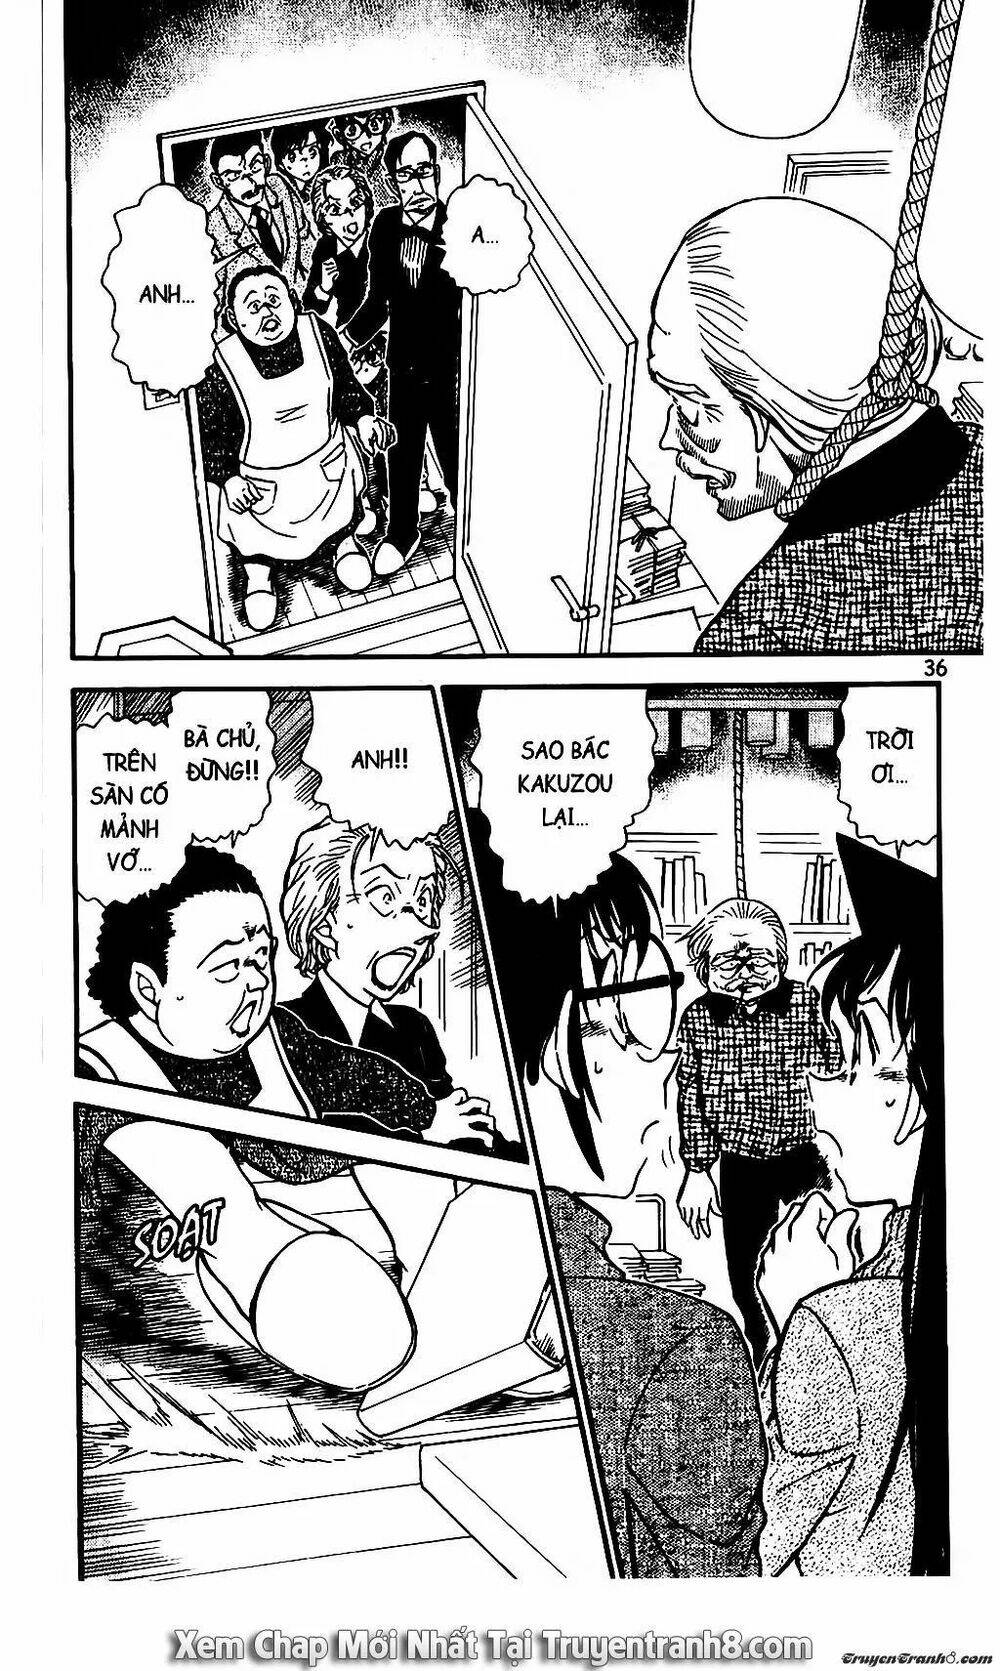 A...
ANH...
36
TRỜI
ƠI...
SAO BÁC
KAKUZOU
LẠI...
ANH!!
BÀ CHỦ,
ĐỪNG!!
TRÊN
SÀN CÓ
MẢNH
VỠ...
SOẠT
Xem Chap Mới Nhất Tại Truyentranh8.com
TruyenTranh8.com